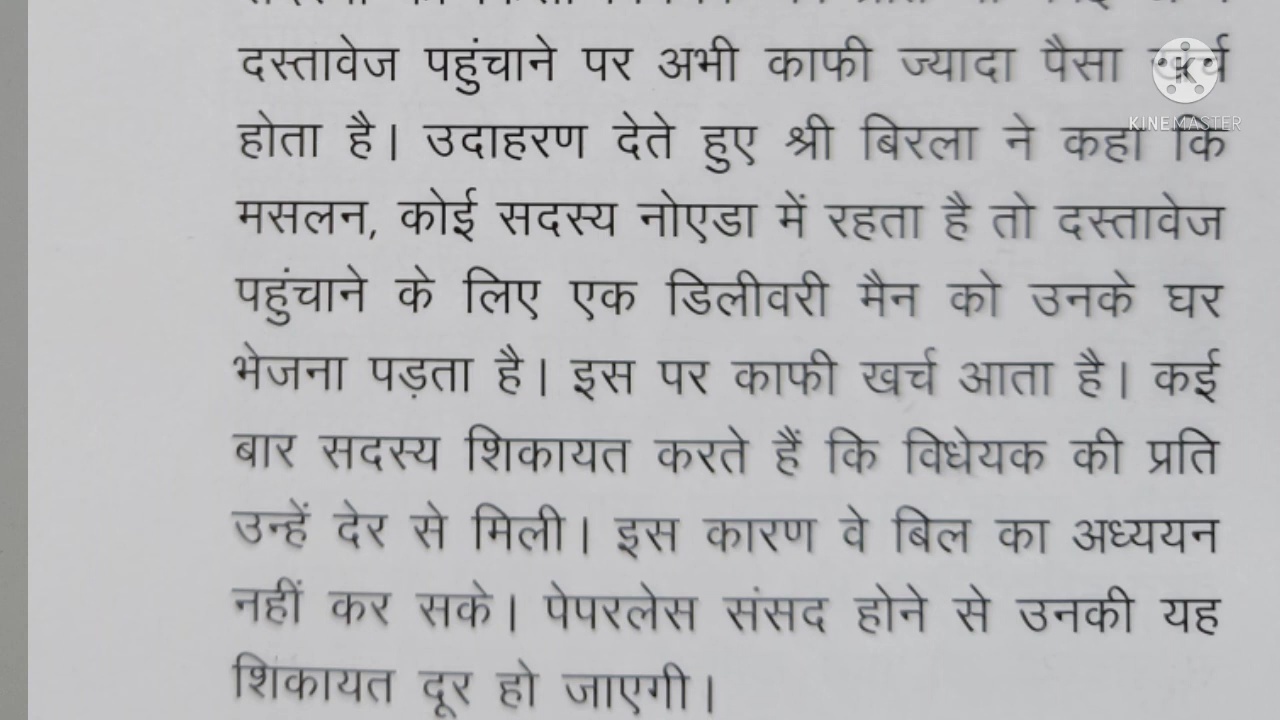 दस्तावेज पहुंचाने पर अभी काफी ज्यादा पैसा
होता है। उदाहरण देते हुए श्री बिरला ने कहा कि
मसलन, कोई सदस्य नोएडा में रहता है तो दस्तावेज
पहुंचाने के लिए एक डिलीवरी मैन को उनके घर
भेजना पड़ता है। इस पर काफी खर्च आता है। कई
बार सदस्य शिकायत करते हैं कि विधेयक की प्रति
उन्हें देर से मिली। इस कारण वे बिल का अध्ययन
नहीं कर सके। पेपरलेस संसद होने से उनकी यह
शिकायत दूर हो जाएगी।
K
KINEMASTER